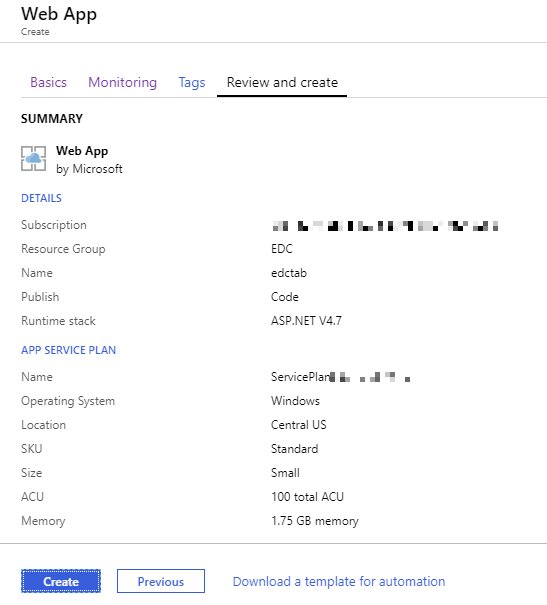 Web App
Create
Basics Monitoring Tags Review and create
SUMMARY
Web App
by Microsoft
DETAILS
Subscription
Resource Group EDC
Name edctab
Publish Code
Runtime stack ASP.NET V4.7
APP SERVICE PLAN
Name ServicePlan
Operating System Windows
Location Central US
SKU Standard
Size Small
ACU 100 total ACU
Memory 1.75 GB memory
Create Previous Download a template for automation